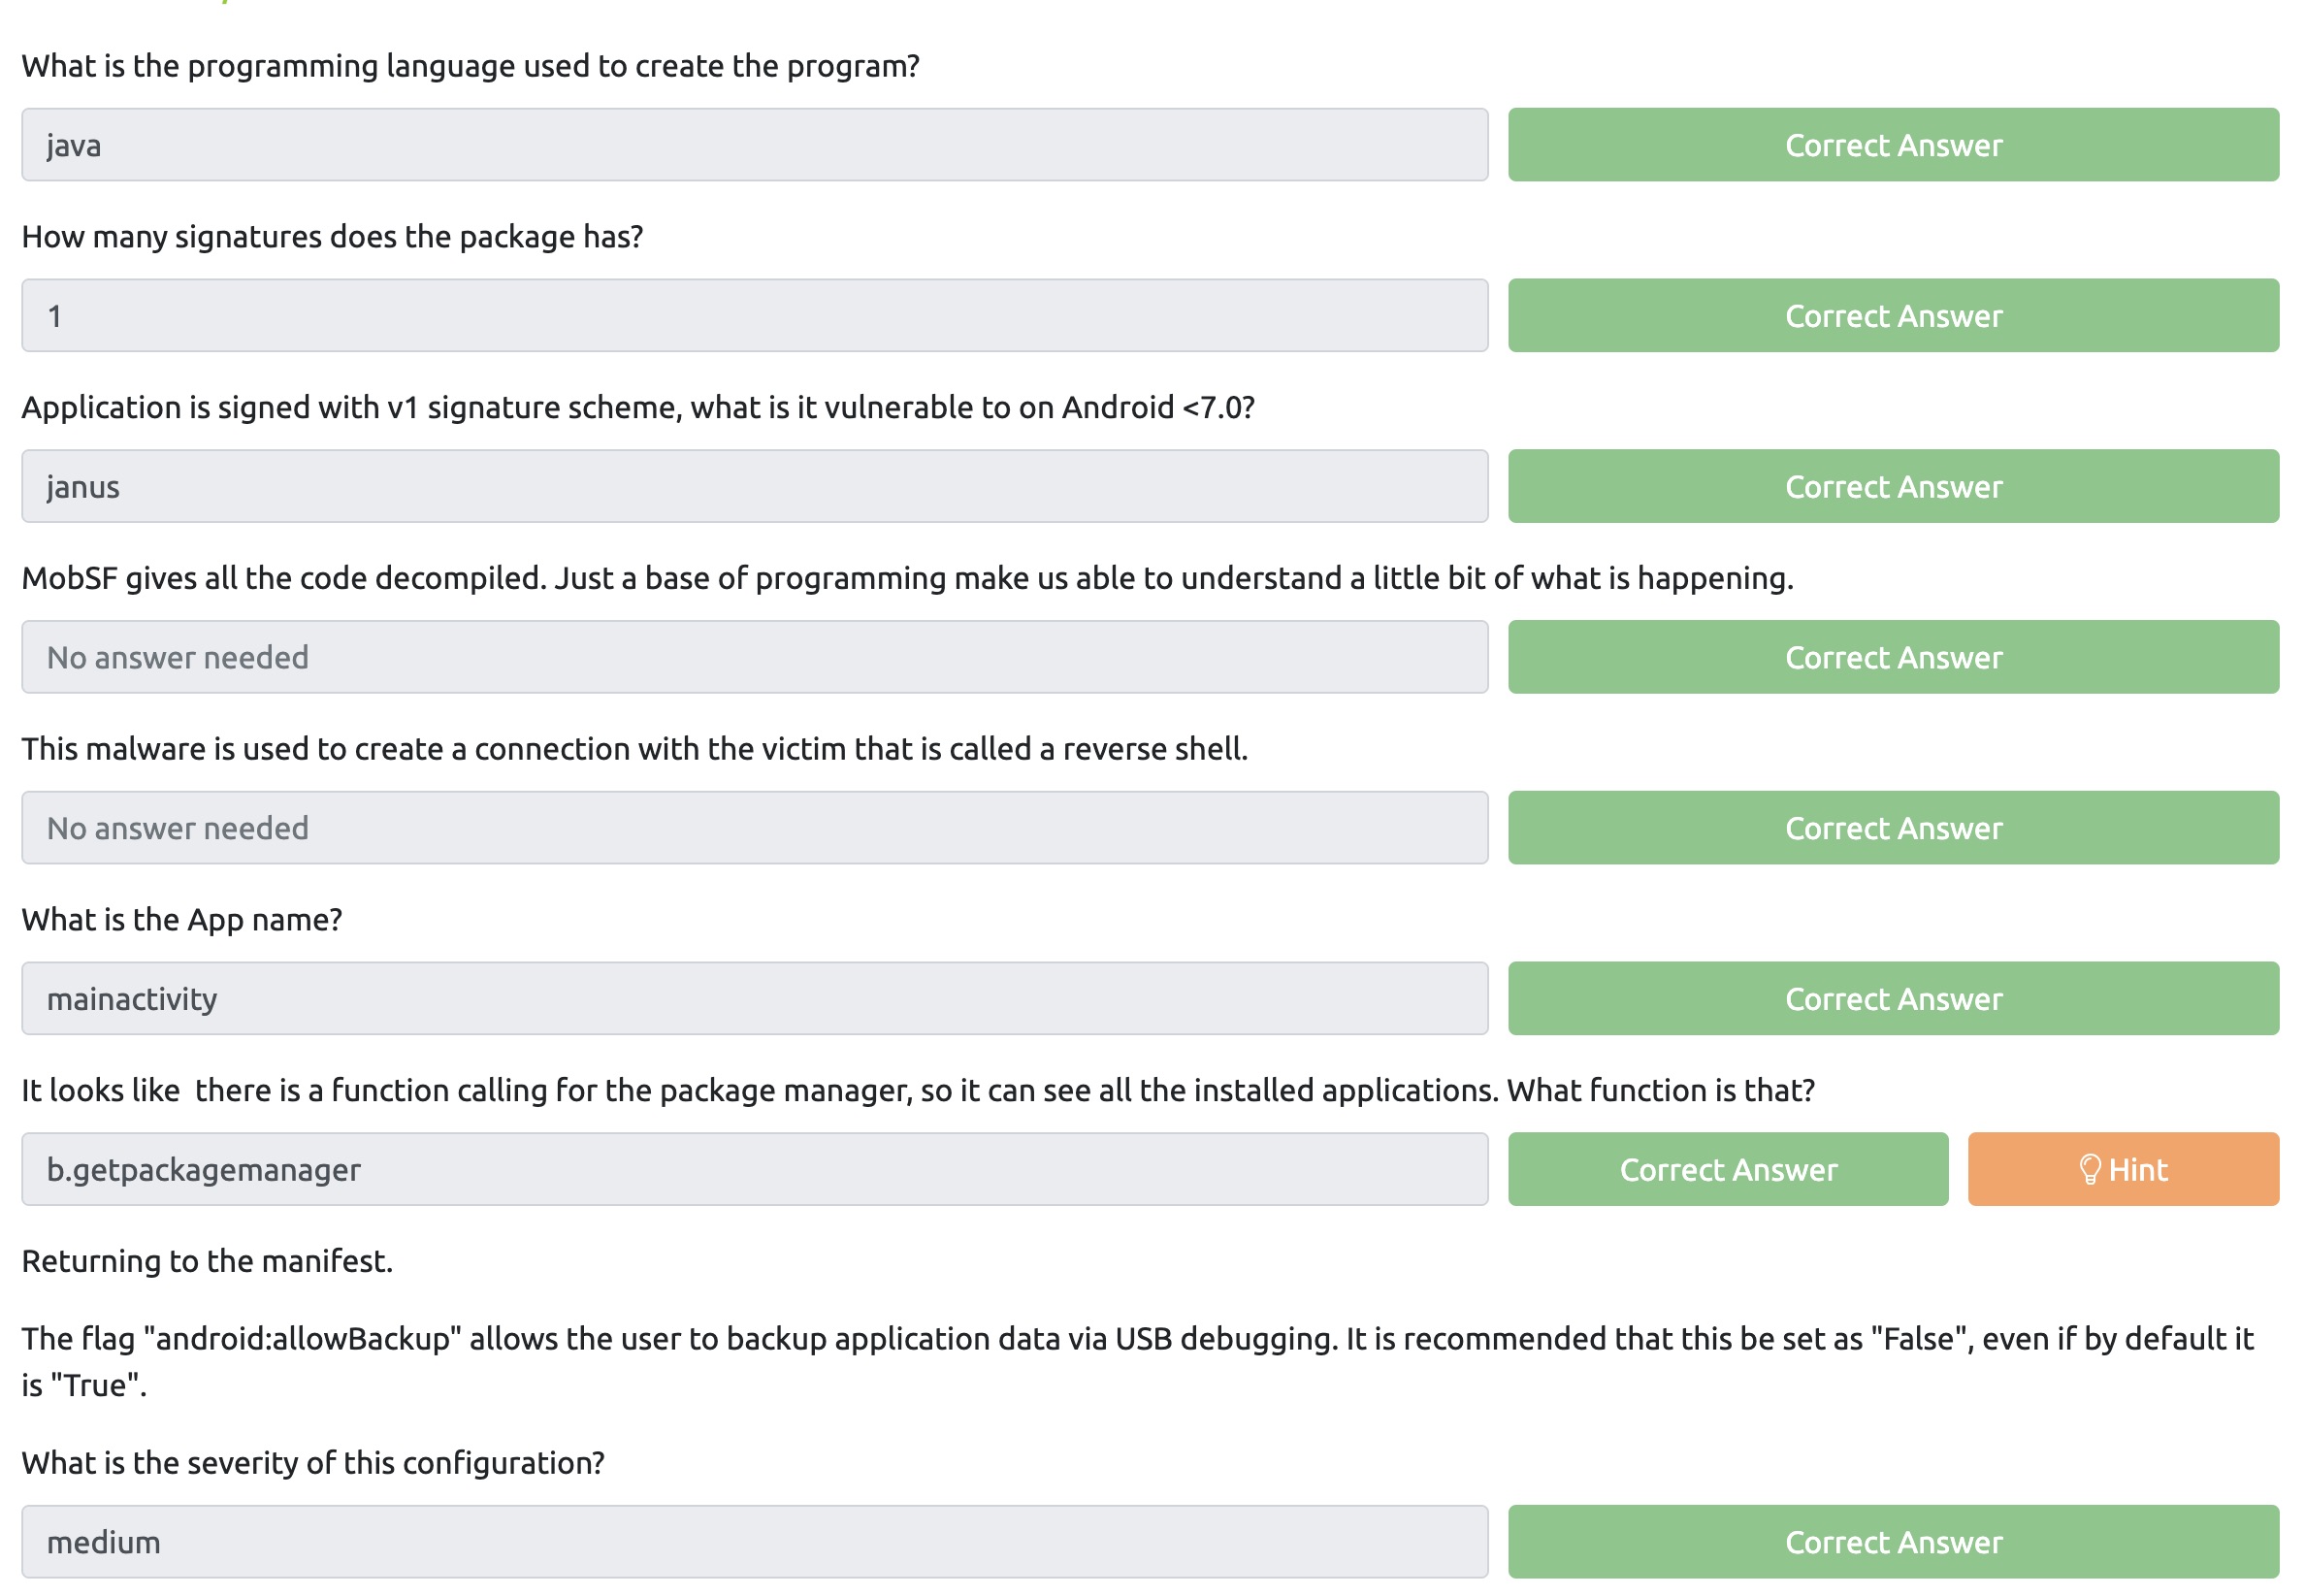 What is the programming language used to create the program?
java
Correct Answer
How many signatures does the package has?
1
Correct Answer
Application is signed with v1 signature scheme, what is it vulnerable to on Android <7.0?
janus
Correct Answer
MobSF gives all the code decompiled. Just a base of programming make us able to understand a little bit of what is happening.
No answer needed
Correct Answer
This malware is used to create a connection with the victim that is called a reverse shell.
No answer needed
Correct Answer
What is the App name?
mainactivity
Correct Answer
It looks like  there is a function calling for the package manager, so it can see all the installed applications. What function is that?
b.getpackagemanager
Correct Answer
Hint
Returning to the manifest.
The flag "android:allowBackup" allows the user to backup application data via USB debugging. It is recommended that this be set as "False", even if by default it
is "True".
What is the severity of this configuration?
medium
Correct Answer